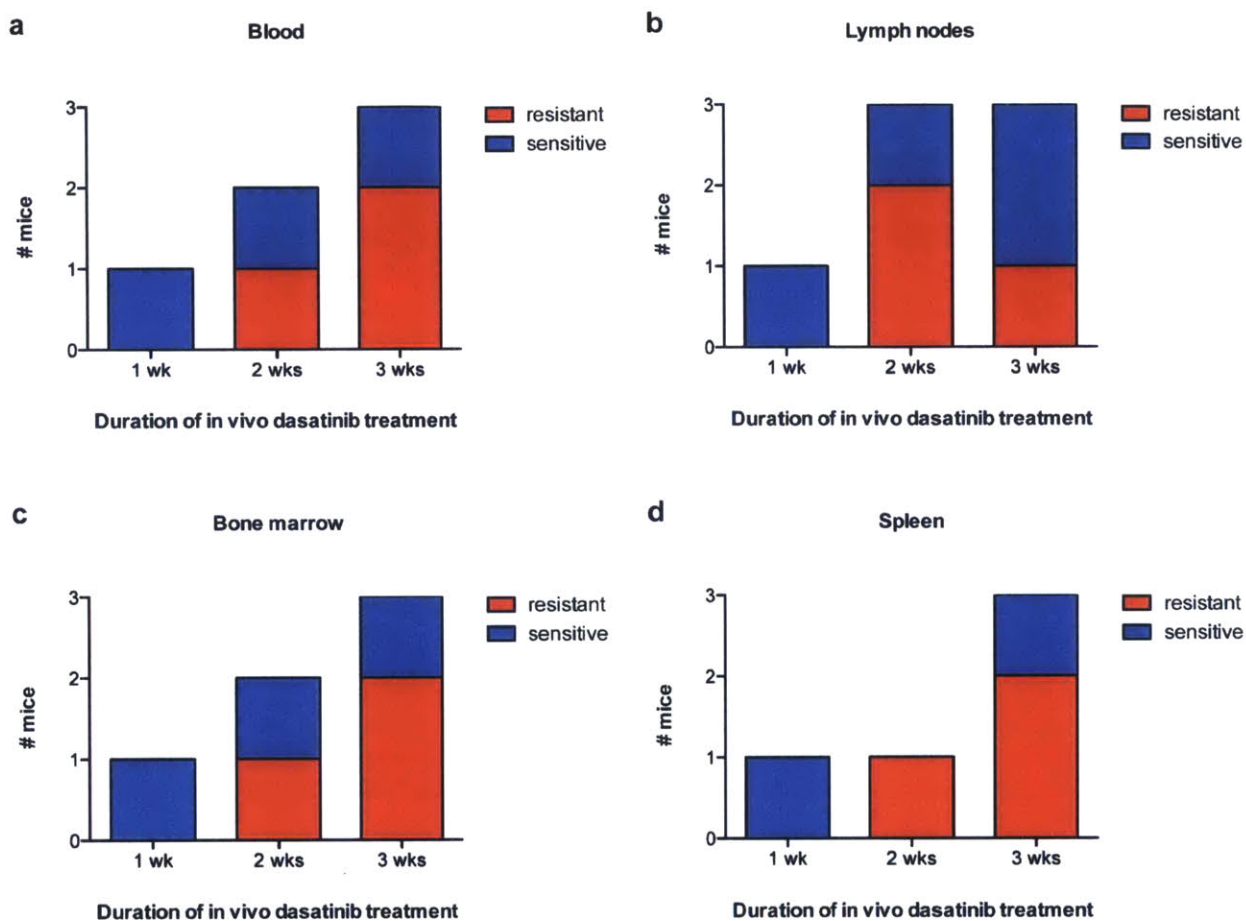 a
Blood
3
2
1
0
# mice
1 wk
2 wks
3 wks
Duration of in vivo dasatinib treatment
resistant
sensitive
b
Lymph nodes
3
2
1
0
# mice
1 wk
2 wks
3 wks
Duration of in vivo dasatinib treatment
resistant
sensitive
c
Bone marrow
3
2
1
0
# mice
1 wk
2 wks
3 wks
Duration of in vivo dasatinib treatment
resistant
sensitive
d
Spleen
3
2
1
0
# mice
1 wk
2 wks
3 wks
Duration of in vivo dasatinib treatment
resistant
sensitive